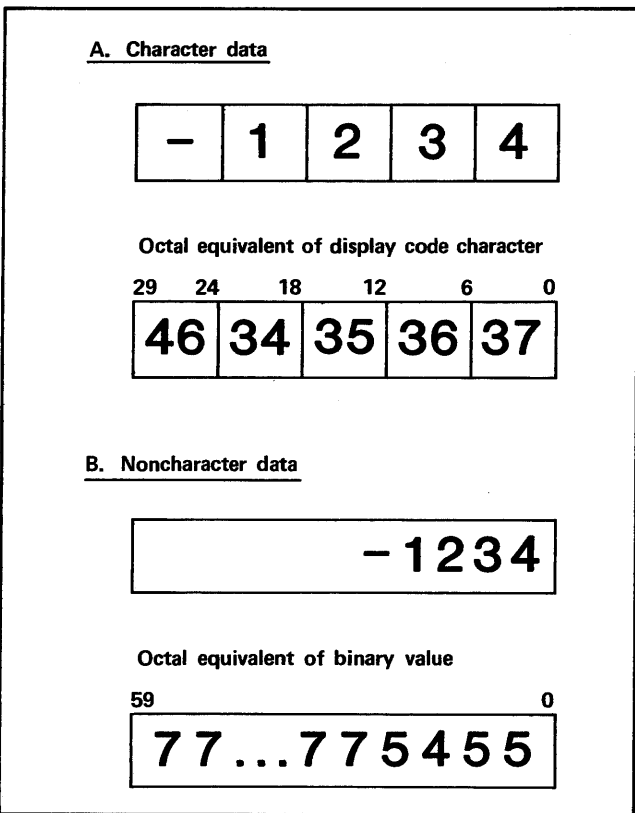 A. Character data
- 1 2 3 4
Octal equivalent of display code character
29 24 18 12 6 0
46 34 35 36 37
B. Noncharacter data
-1234
Octal equivalent of binary value
59 0
77...775455